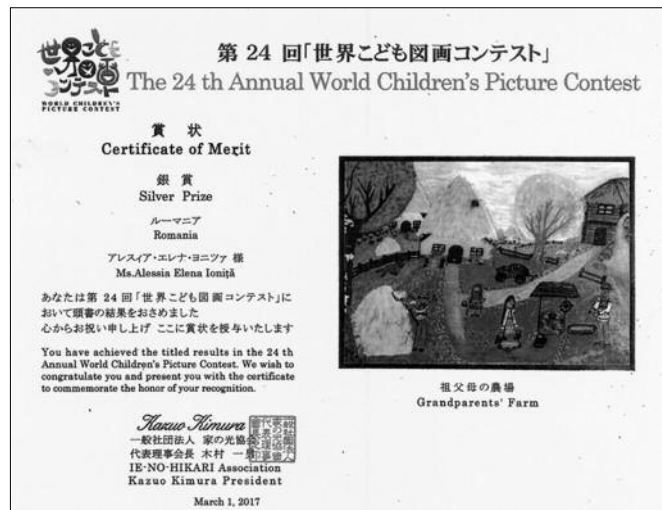 世界こども
図画
コンテスト
WORLD CHILDREN'S
PICTURE CONTEST
第 24 回「世界こども図画コンテスト」
The 24 th Annual World Children's Picture Contest
賞 状
Certificate of Merit
銀 賞
Silver Prize
ルーマニア
Romania
アレスィア・エレナ・ヨニツァ 様
Ms.Alessia Elena Ioniță
あなたは第 24 回「世界こども図画コンテスト」に
おいて頭書の結果をおさめました
心からお祝い申し上げ ここに賞状を授与いたします
You have achieved the titled results in the 24 th
Annual World Children's Picture Contest. We wish to
congratulate you and present you with the certificate
to commemorate the honor of your recognition.
Kazuo Kimura
一般社団法人 家の光協会
代表理事会長 木村 一男
IE-NO-HIKARI Association
Kazuo Kimura President
March 1, 2017
祖父母の農場
Grandparents' Farm